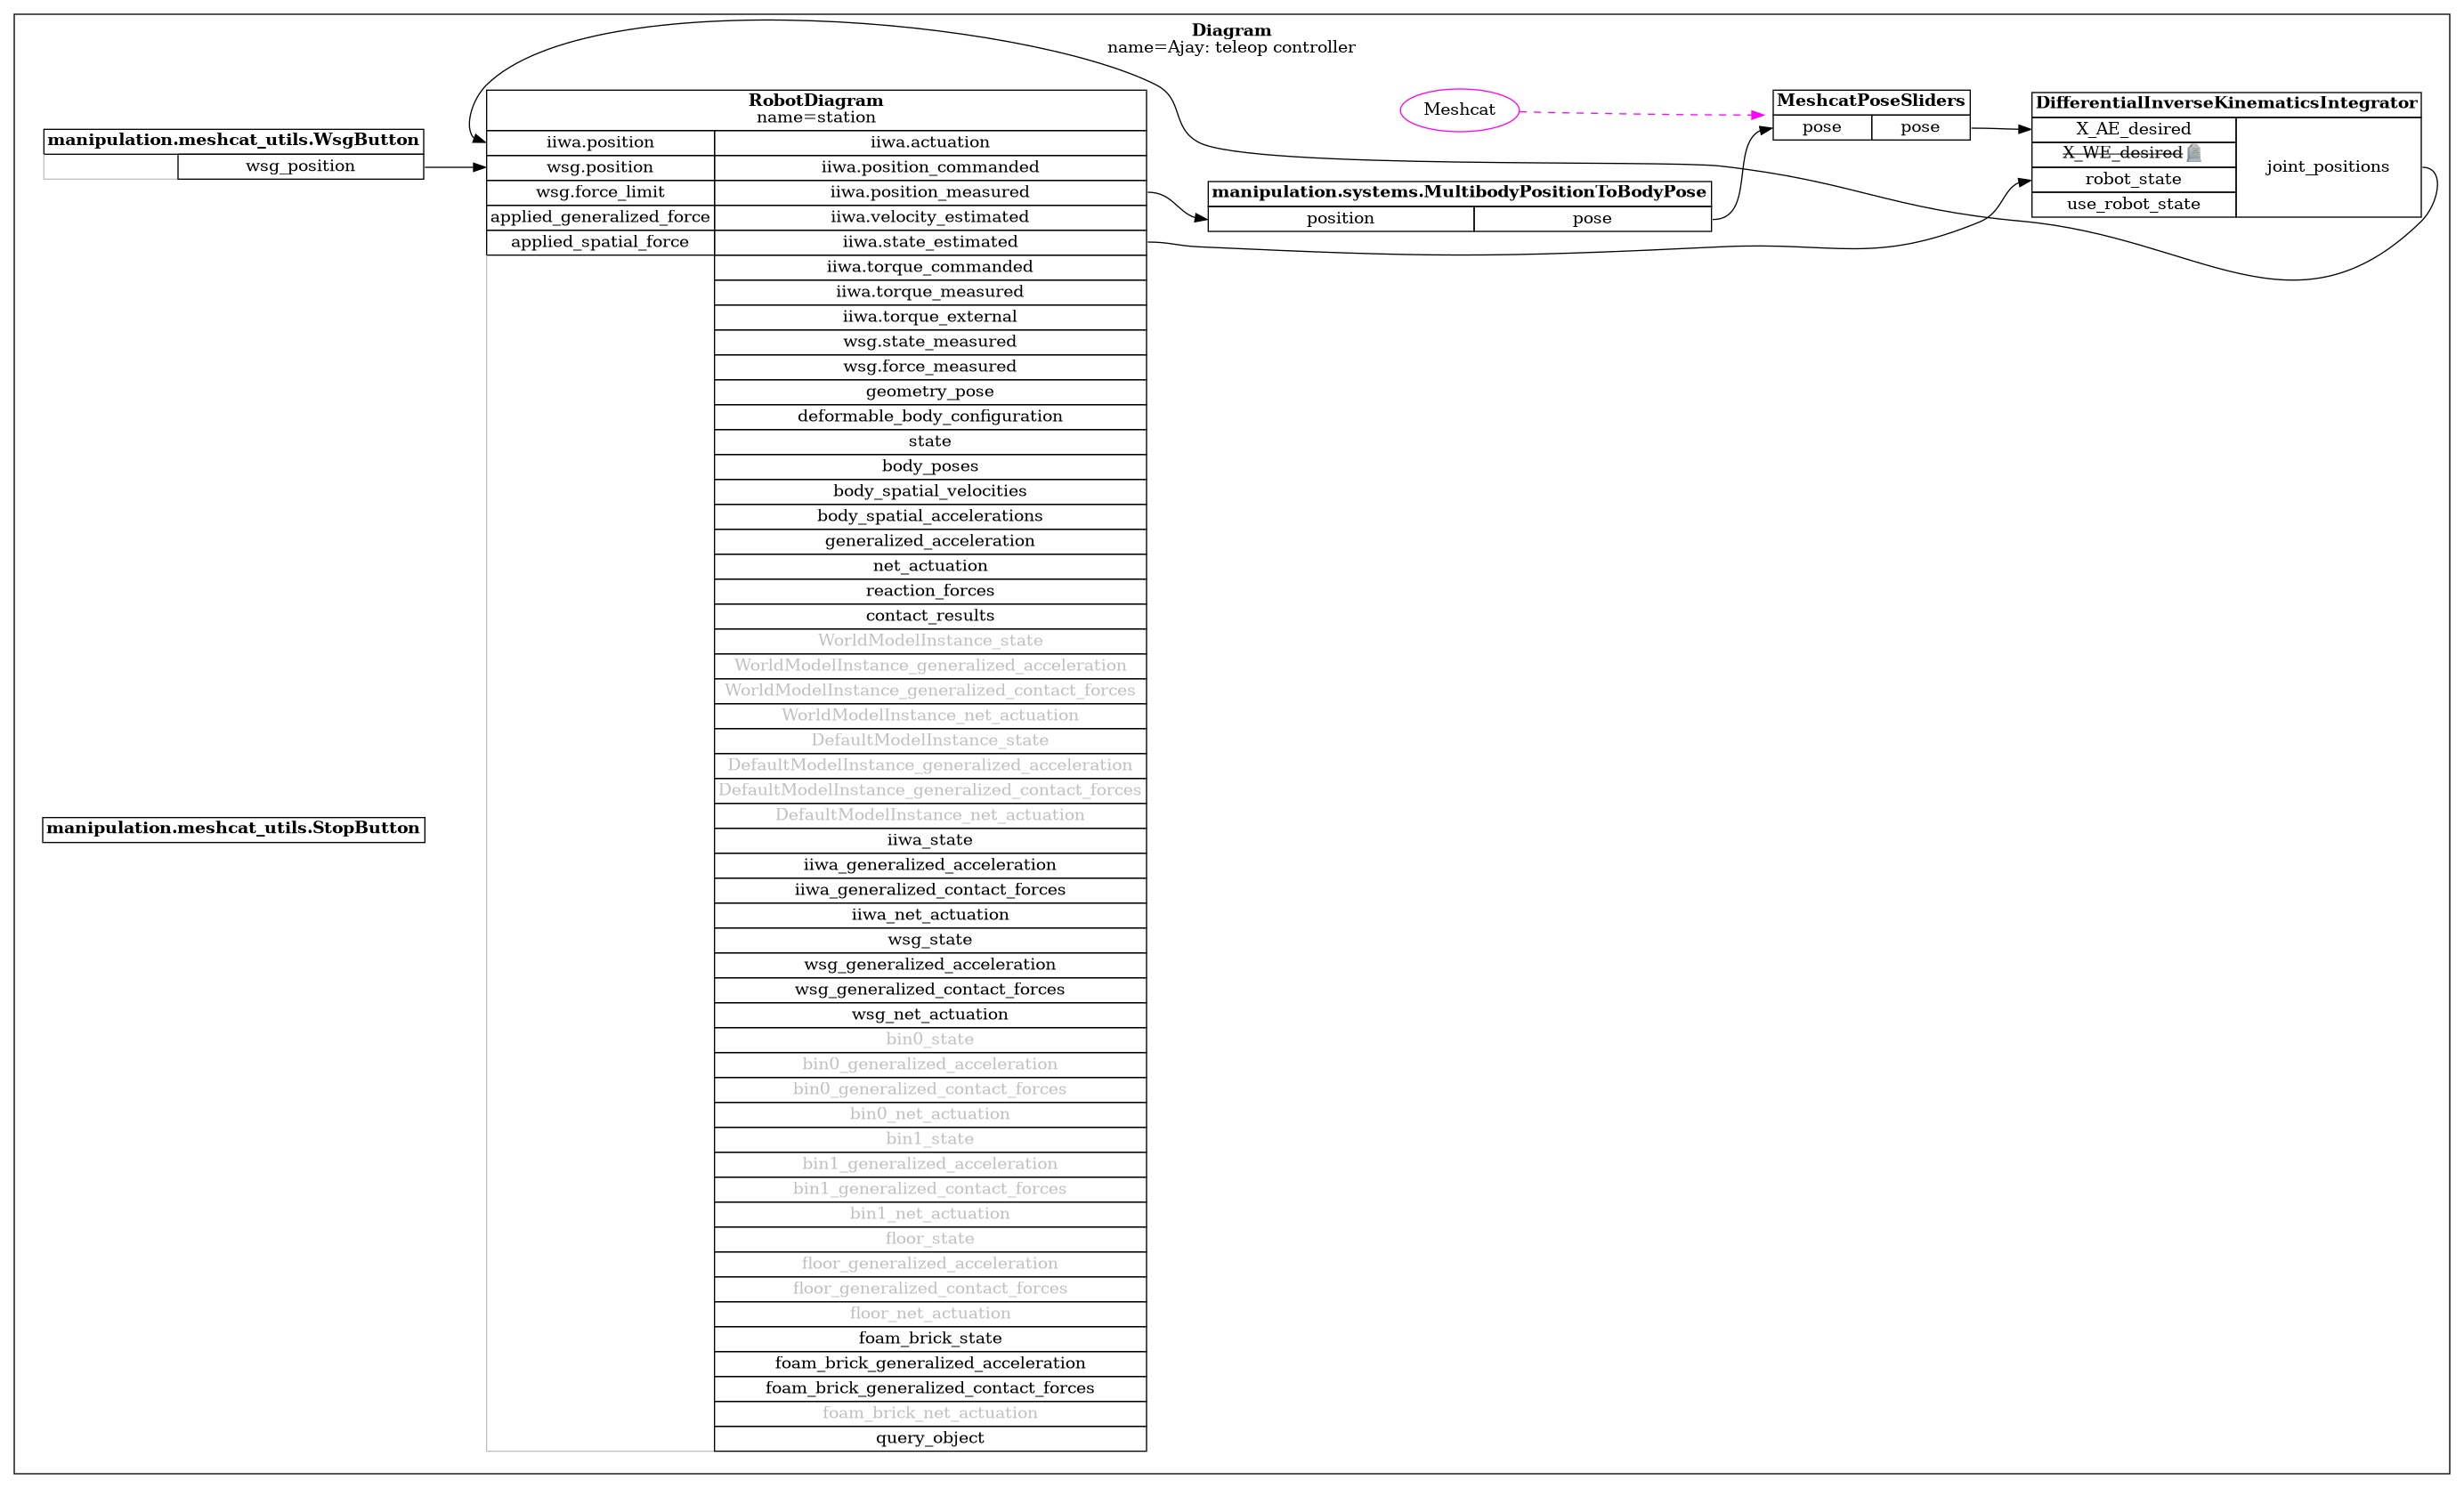 Diagram
name=Ajay: teleop controller
manipulation.meshcat_utils.WsgButton
wsg_position
manipulation.meshcat_utils.StopButton
RobotDiagram
name=station
iiwa.position
wsg.position
wsg.force_limit
applied_generalized_force
applied_spatial_force
iiwa.actuation
iiwa.position_commanded
iiwa.position_measured
iiwa.velocity_estimated
iiwa.state_estimated
iiwa.torque_commanded
iiwa.torque_measured
iiwa.torque_external
wsg.state_measured
wsg.force_measured
geometry_pose
deformable_body_configuration
state
body_poses
body_spatial_velocities
body_spatial_accelerations
generalized_acceleration
net_actuation
reaction_forces
contact_results
WorldModelInstance_state
WorldModelInstance_generalized_acceleration
WorldModelInstance_generalized_contact_forces
WorldModelInstance_net_actuation
DefaultModelInstance_state
DefaultModelInstance_generalized_acceleration
DefaultModelInstance_generalized_contact_forces
DefaultModelInstance_net_actuation
iiwa_state
iiwa_generalized_acceleration
iiwa_generalized_contact_forces
iiwa_net_actuation
wsg_state
wsg_generalized_acceleration
wsg_generalized_contact_forces
wsg_net_actuation
bin0_state
bin0_generalized_acceleration
bin0_generalized_contact_forces
bin0_net_actuation
bin1_state
bin1_generalized_acceleration
bin1_generalized_contact_forces
bin1_net_actuation
floor_state
floor_generalized_acceleration
floor_generalized_contact_forces
floor_net_actuation
foam_brick_state
foam_brick_generalized_acceleration
foam_brick_generalized_contact_forces
foam_brick_net_actuation
query_object
Meshcat
manipulation.systems.MultibodyPositionToBodyPose
position
pose
MeshcatPoseSliders
pose
pose
DifferentialInverseKinematicsIntegrator
X_AE_desired
X_WE_desired
robot_state
use_robot_state
joint_positions